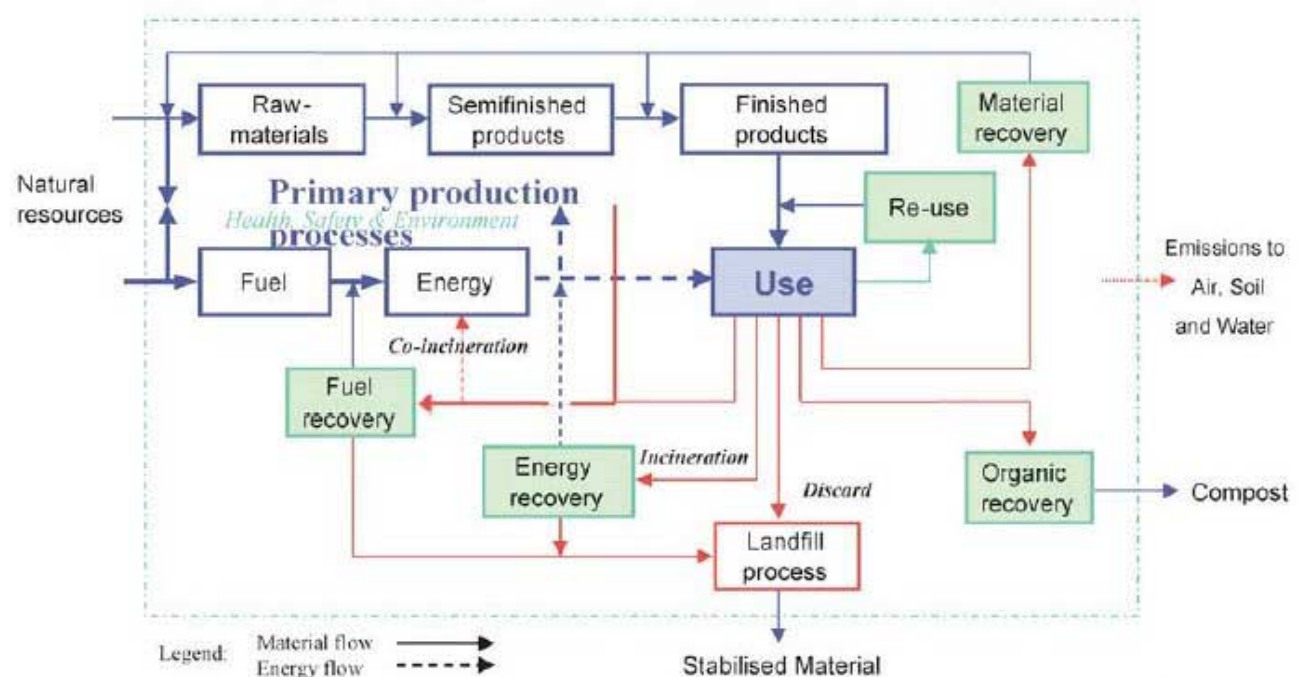 Raw-
materials
Semifinished
products
Finished
products
Material
recovery
Natural
resources
Primary production
Health, Safety & Environment
processes
Re-use
Fuel
Energy
Use
Emissions to
Air, Soil
and Water
Co-incineration
Fuel
recovery
Energy
recovery
Incineration
Discard
Organic
recovery
Compost
Landfill
process
Legend:
Material flow
Energy flow
Stabilised Material